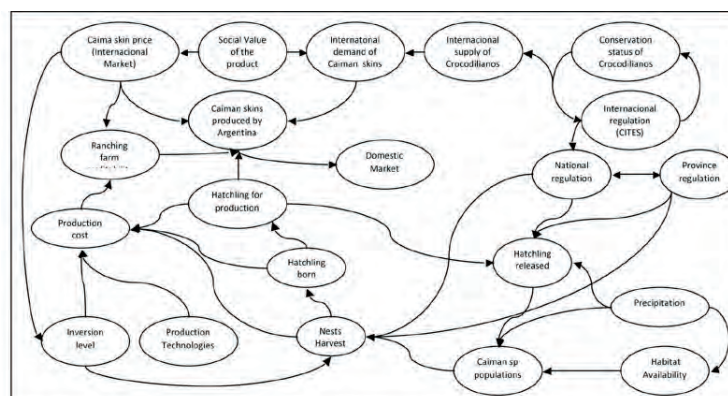 Caima skin price
(Internacional
Market)
Social Value
of the
product
Internatonal
demand of
Caiman skins
Internacional
supply of
Crocodilianos
Conservation
status of
Crocodilanos
Caiman skins
produced by
Argentina
Internacional
regulation
(CITES)
Ranching
farm
Domestic
Market
National
regulation
Province
regulation
Hatchling for
production
Production
cost
Hatchling
born
Hatchling
released
Precipitation
Inversion
level
Production
Technologies
Nests
Harvest
Caiman sp
populations
Habitat
Availability